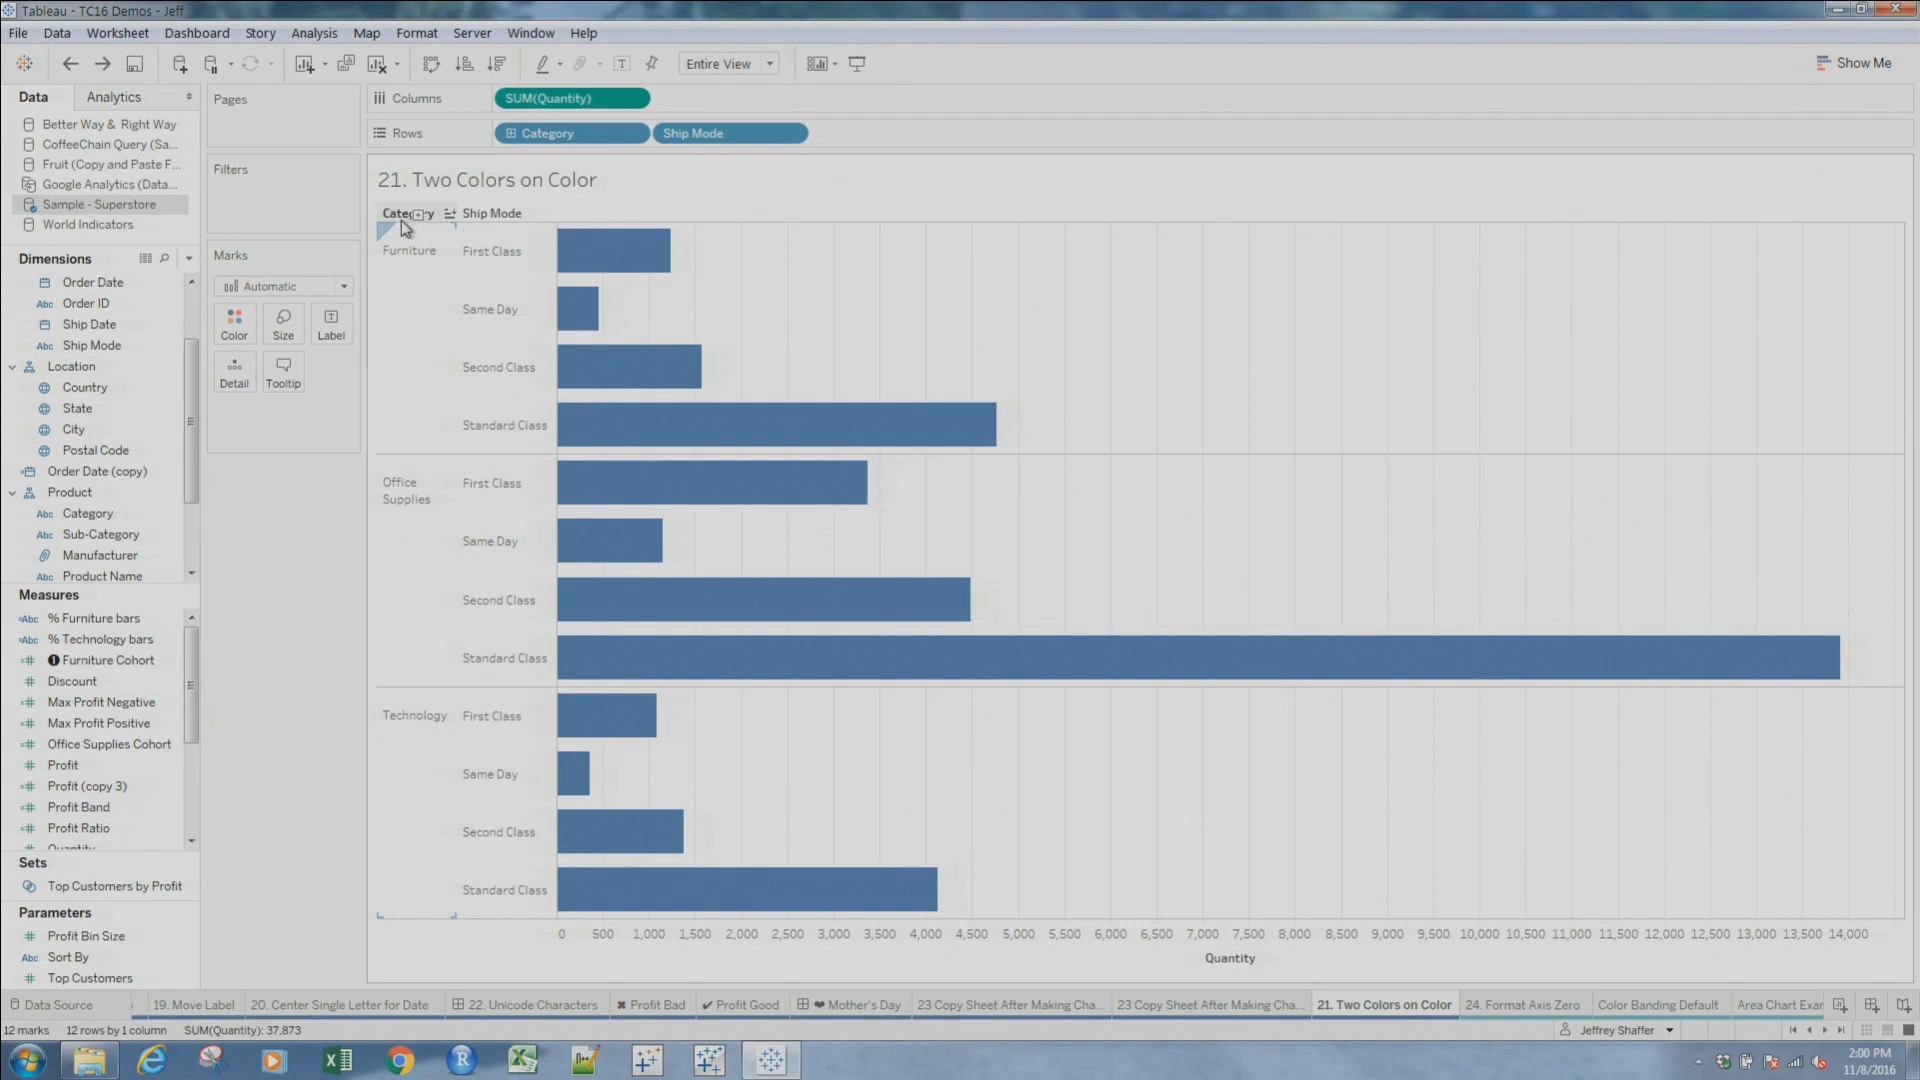 Tableau - TC16 Demos - Jeff
File Data Worksheet Dashboard Story Analysis Map Format Server Window Help
Entire View
Show Me
Data Analytics
Better Way & Right Way
CoffeeChain Query (Sa...
Fruit (Copy and Paste F...
Google Analytics (Data...
Sample - Superstore
World Indicators
Dimensions
Order Date
Abc Order ID
Ship Date
Abc Ship Mode
Location
Country
State
City
Postal Code
Order Date (copy)
Product
Abc Category
Abc Sub-Category
Manufacturer
Abc Product Name
Measures
=Abc % Furniture bars
=Abc % Technology bars
=# ❶ Furniture Cohort
# Discount
=# Max Profit Negative
=# Max Profit Positive
=# Office Supplies Cohort
# Profit
=# Profit (copy 3)
=# Profit Band
=# Profit Ratio
# Quantity
Sets
Top Customers by Profit
Parameters
# Profit Bin Size
Abc Sort By
# Top Customers
Pages
Filters
Marks
Automatic
Color Size Label
Detail Tooltip
Columns SUM(Quantity)
Rows Category Ship Mode
21. Two Colors on Color
Category Ship Mode
Furniture First Class
Same Day
Second Class
Standard Class
Office Supplies First Class
Same Day
Second Class
Standard Class
Technology First Class
Same Day
Second Class
Standard Class
0 500 1,000 1,500 2,000 2,500 3,000 3,500 4,000 4,500 5,000 5,500 6,000 6,500 7,000 7,500 8,000 8,500 9,000 9,500 10,000 10,500 11,000 11,500 12,000 12,500 13,000 13,500 14,000
Quantity
Data Source 19. Move Label 20. Center Single Letter for Date 22. Unicode Characters ✖ Profit Bad ✔ Profit Good ❤ Mother's Day 23 Copy Sheet After Making Cha... 23 Copy Sheet After Making Cha... 21. Two Colors on Color 24. Format Axis Zero Color Banding Default Area Chart Exar
12 marks 12 rows by 1 column SUM(Quantity): 37,873
Jeffrey Shaffer
2:00 PM
11/8/2016